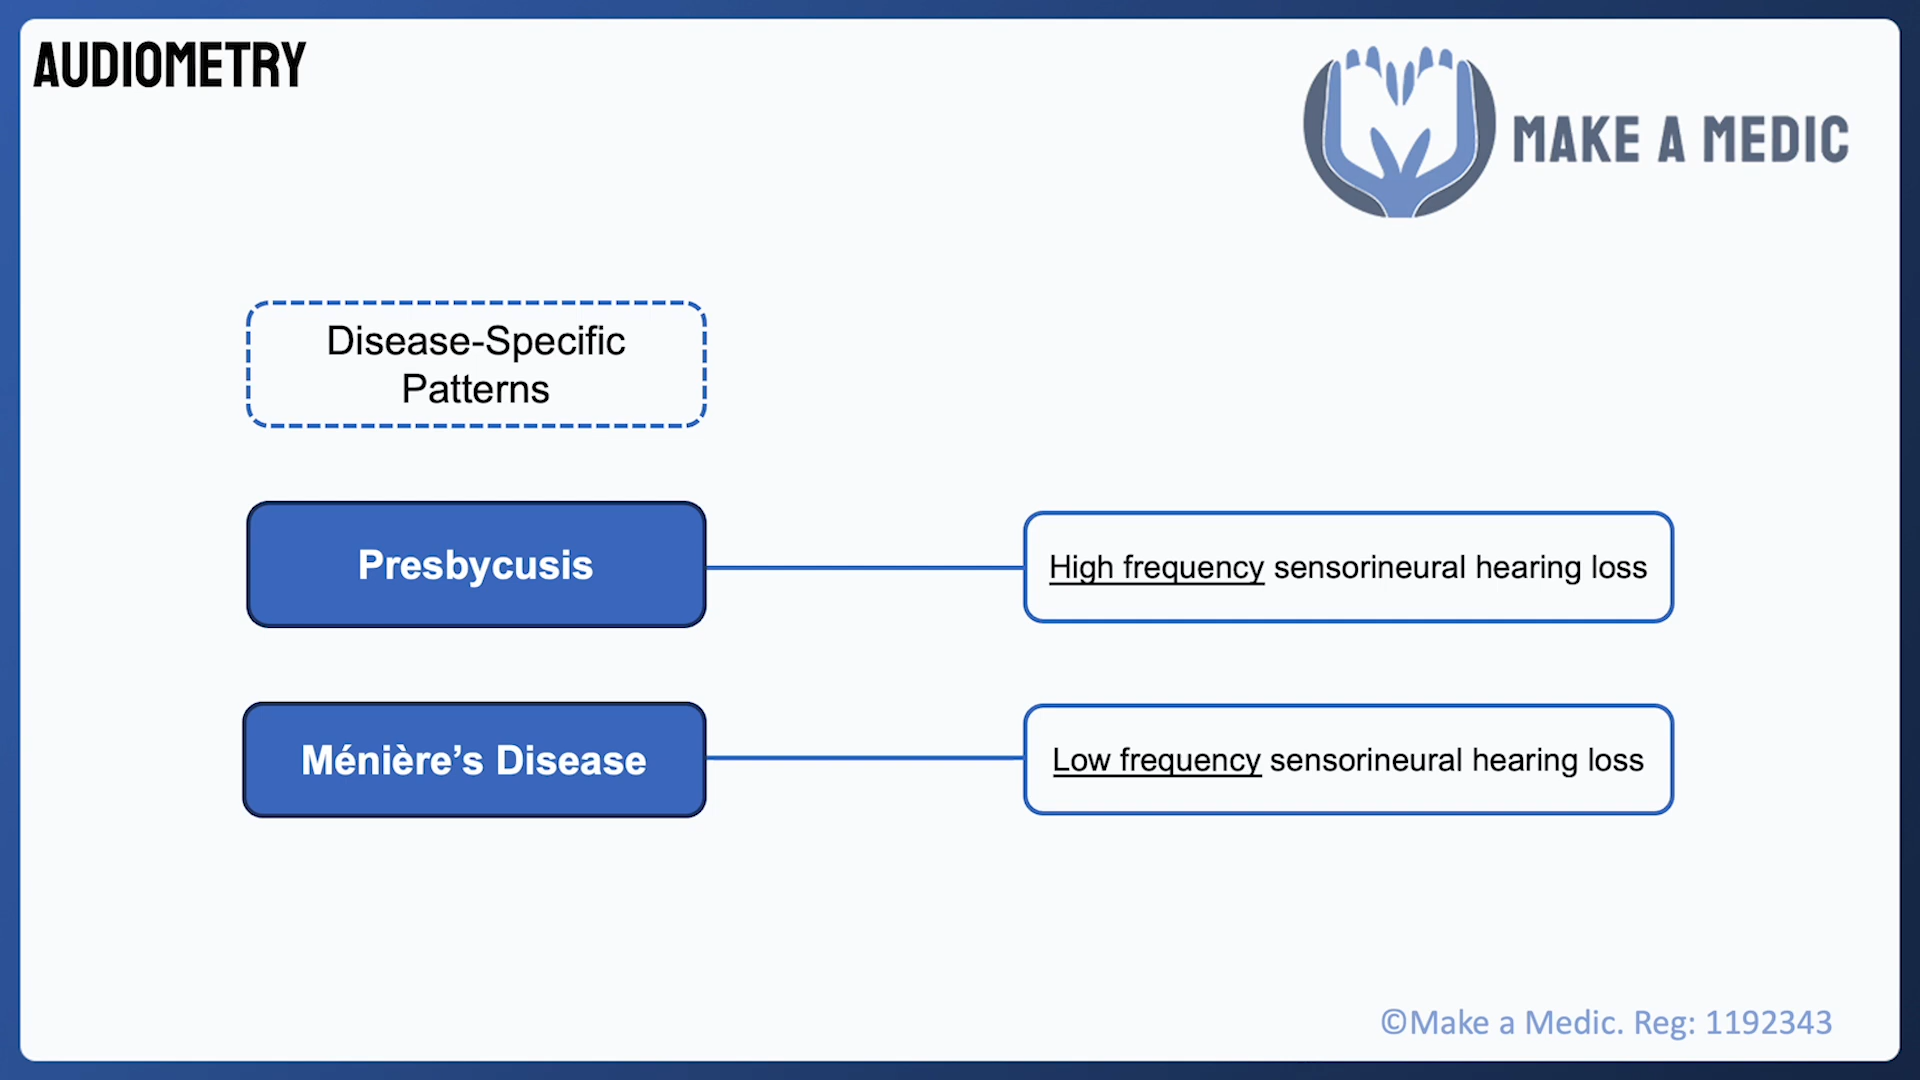 AUDIOMETRY
MAKE A MEDIC
Disease-Specific
Patterns
Presbycusis
High frequency sensorineural hearing loss
Ménière’s Disease
Low frequency sensorineural hearing loss
©Make a Medic. Reg: 1192343